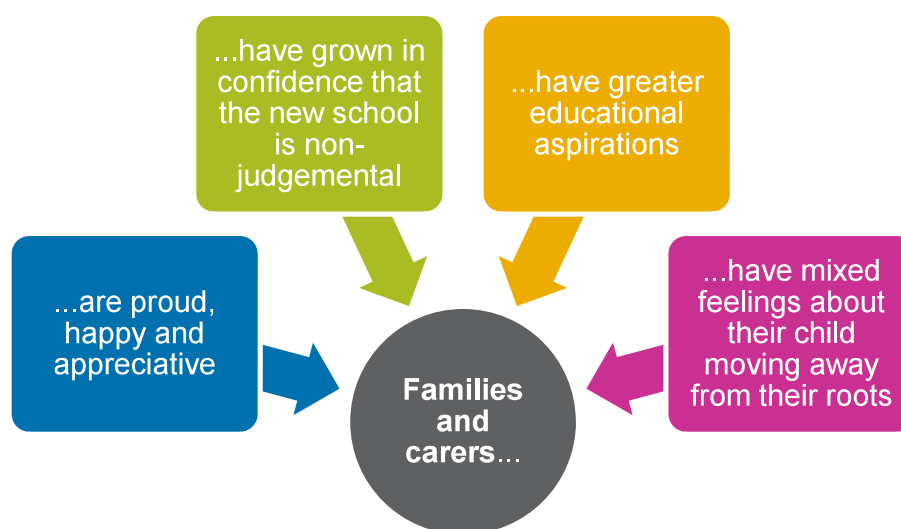 ...have grown in
confidence that
the new school
is non-
judgemental
...have greater
educational
aspirations
...are proud,
happy and
appreciative
...have mixed
feelings about
their child
moving away
from their roots
Families
and
carers...